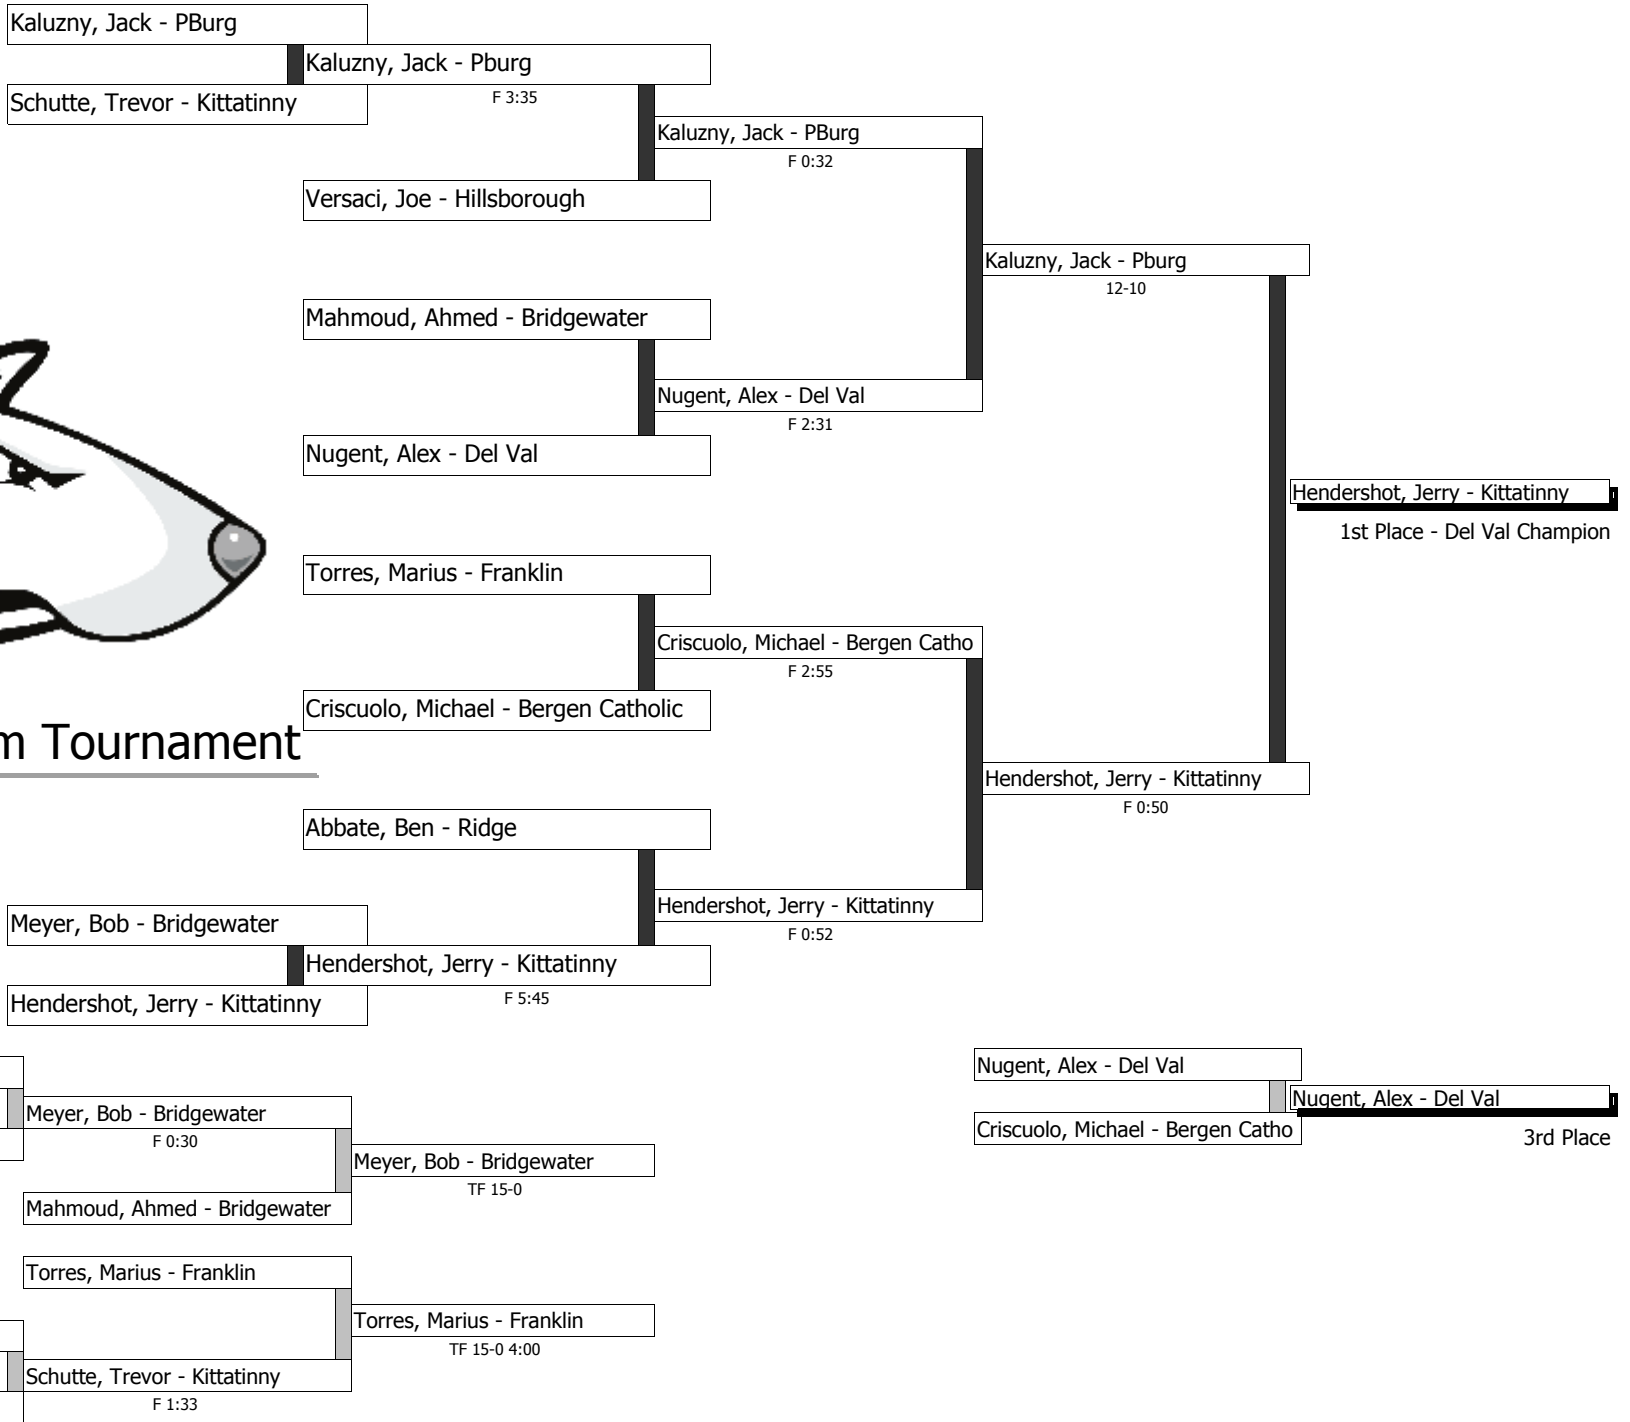 Kaluzny, Jack - PBurg
Kaluzny, Jack - Pburg
Schutte, Trevor - Kittatinny
F 3:35
Kaluzny, Jack - PBurg
F 0:32
Versaci, Joe - Hillsborough
Kaluzny, Jack - Pburg
12-10
Mahmoud, Ahmed - Bridgewater
Nugent, Alex - Del Val
F 2:31
Nugent, Alex - Del Val
Hendershot, Jerry - Kittatinny
1st Place - Del Val Champion
Torres, Marius - Franklin
Criscuolo, Michael - Bergen Catho
F 2:55
Criscuolo, Michael - Bergen Catholic
m Tournament
Hendershot, Jerry - Kittatinny
F 0:50
Abbate, Ben - Ridge
Hendershot, Jerry - Kittatinny
F 0:52
Meyer, Bob - Bridgewater
Hendershot, Jerry - Kittatinny
F 5:45
Hendershot, Jerry - Kittatinny
Nugent, Alex - Del Val
Nugent, Alex - Del Val
Criscuolo, Michael - Bergen Catho
3rd Place
Meyer, Bob - Bridgewater
F 0:30
Meyer, Bob - Bridgewater
TF 15-0
Mahmoud, Ahmed - Bridgewater
Torres, Marius - Franklin
Torres, Marius - Franklin
TF 15-0 4:00
Schutte, Trevor - Kittatinny
F 1:33